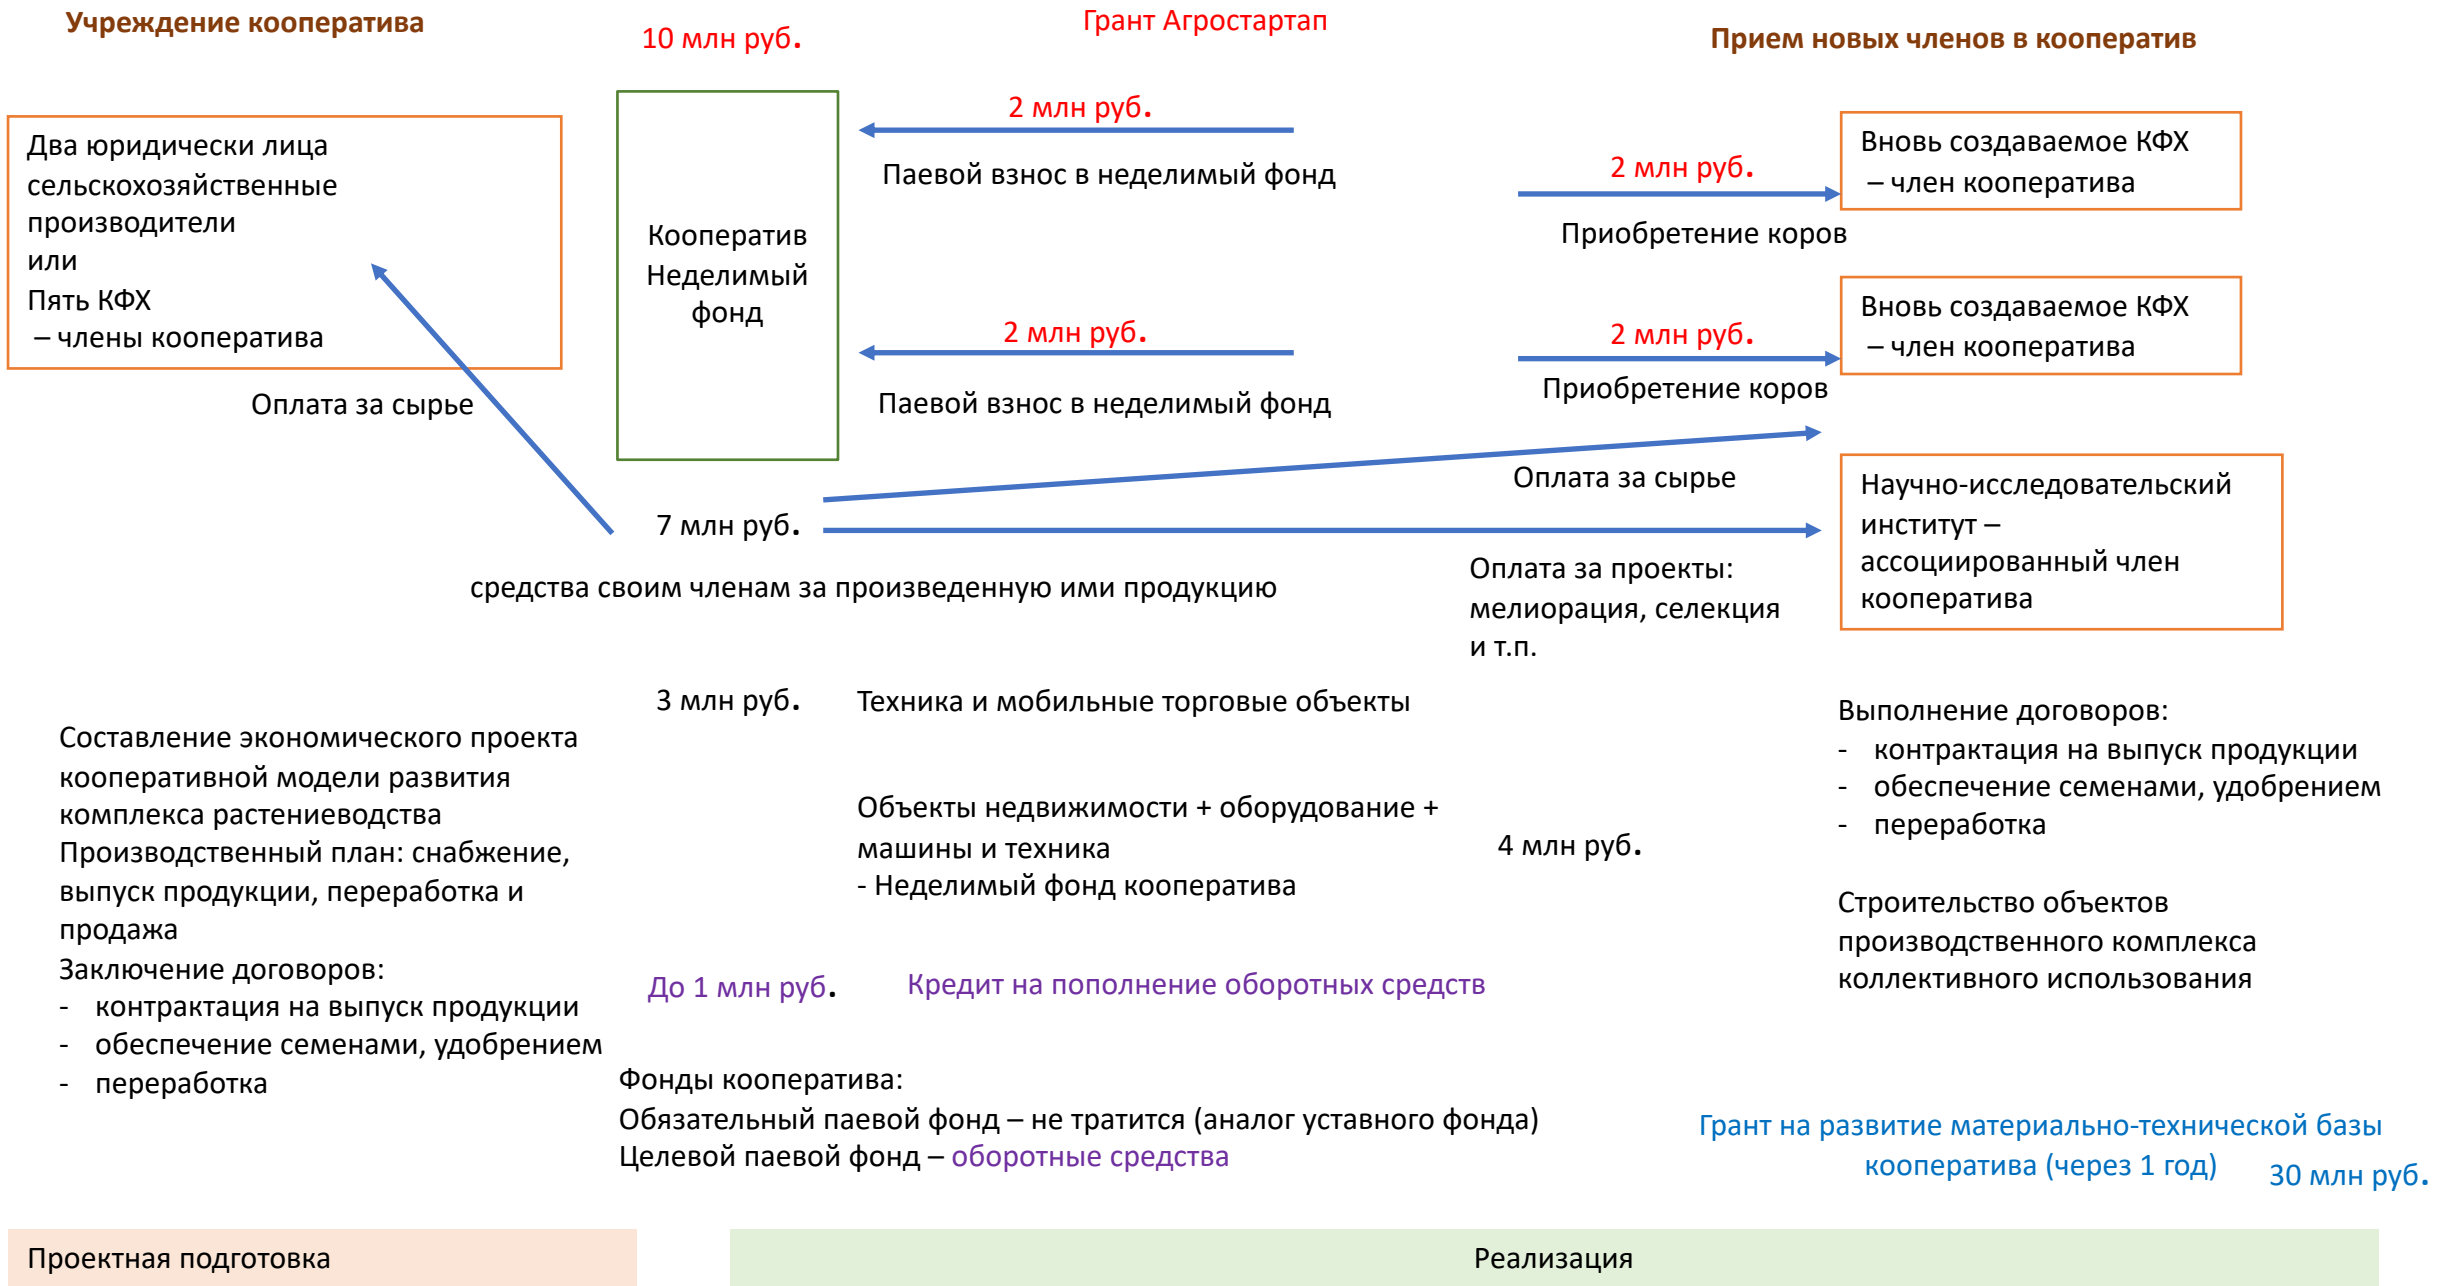 Учреждение кооператива
10 млн руб.
Грант Агростартап
Прием новых членов в кооператив
Два юридически лица
сельскохозяйственные
производители
или
Пять КФХ
– члены кооператива
Оплата за сырье
Кооператив
Неделимый
фонд
2 млн руб.
Паевой взнос в неделимый фонд
2 млн руб.
Приобретение коров
Вновь создаваемое КФХ
– член кооператива
2 млн руб.
Паевой взнос в неделимый фонд
2 млн руб.
Приобретение коров
Вновь создаваемое КФХ
– член кооператива
Оплата за сырье
7 млн руб.
средства своим членам за произведенную ими продукцию
Оплата за проекты:
мелиорация, селекция
и т.п.
Научно-исследовательский
институт –
ассоциированный член
кооператива
3 млн руб.
Техника и мобильные торговые объекты
Составление экономического проекта
кооперативной модели развития
комплекса растениеводства
Производственный план: снабжение,
выпуск продукции, переработка и
продажа
Заключение договоров:
- контрактация на выпуск продукции
- обеспечение семенами, удобрением
- переработка
Объекты недвижимости + оборудование +
машины и техника
- Неделимый фонд кооператива
4 млн руб.
Выполнение договоров:
- контрактация на выпуск продукции
- обеспечение семенами, удобрением
- переработка
Строительство объектов
производственного комплекса
коллективного использования
До 1 млн руб.
Кредит на пополнение оборотных средств
Фонды кооператива:
Обязательный паевой фонд – не тратится (аналог уставного фонда)
Целевой паевой фонд – оборотные средства
Грант на развитие материально-технической базы
кооператива (через 1 год)
30 млн руб.
Проектная подготовка
Реализация